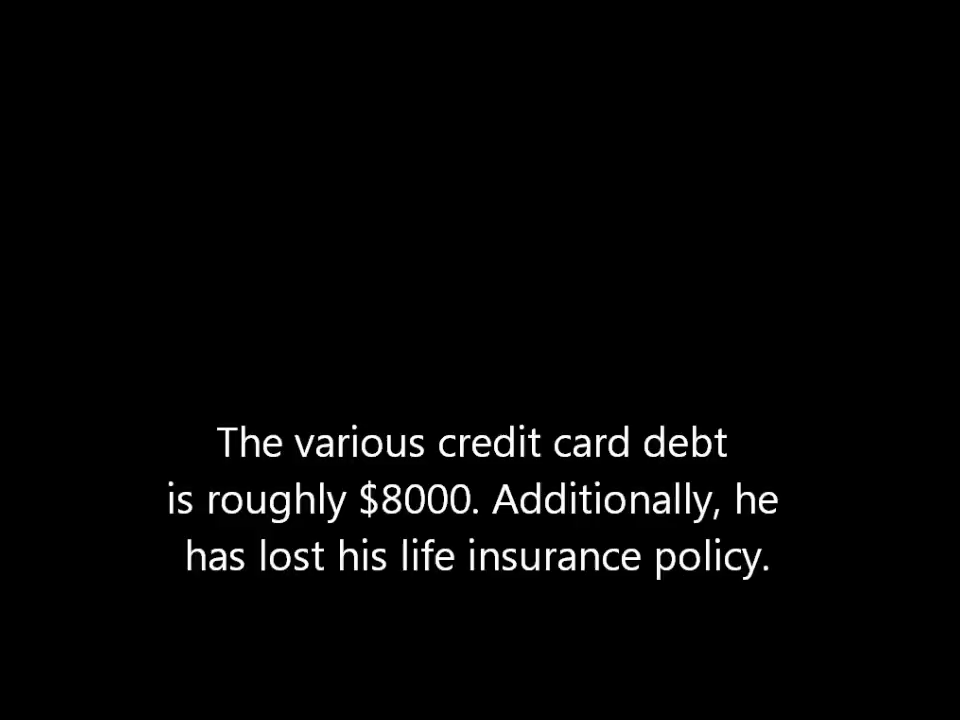 The various credit card debt
is roughly $8000. Additionally, he
has lost his life insurance policy.